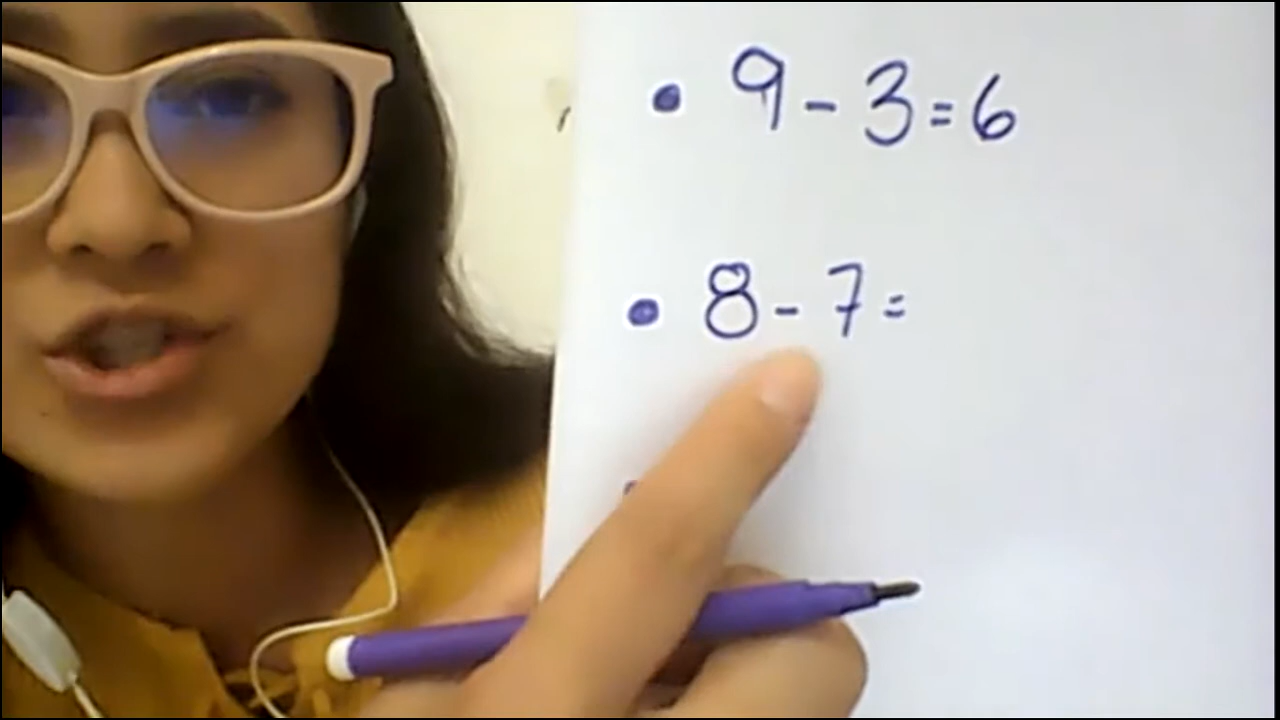 • 9 - 3 = 6
• 8 - 7 =